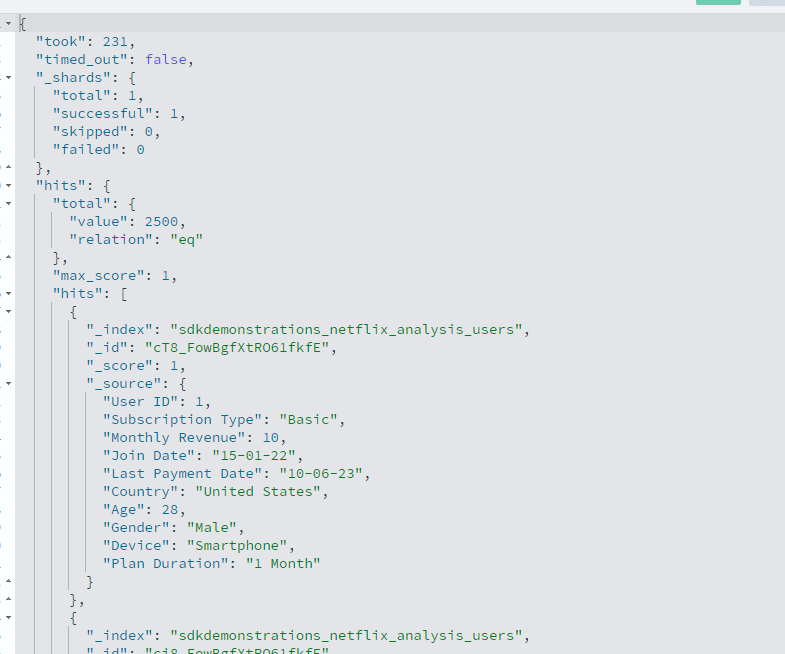 {
"took": 231,
"timed_out": false,
"_shards": {
"total": 1,
"successful": 1,
"skipped": 0,
"failed": 0
},
"hits": {
"total": {
"value": 2500,
"relation": "eq"
},
"max_score": 1,
"hits": [
{
"_index": "sdkdemonstrations_netflix_analysis_users",
"_id": "cT8_FowBgfXtRO61fkfE",
"_score": 1,
"_source": {
"User ID": 1,
"Subscription Type": "Basic",
"Monthly Revenue": 10,
"Join Date": "15-01-22",
"Last Payment Date": "10-06-23",
"Country": "United States",
"Age": 28,
"Gender": "Male",
"Device": "Smartphone",
"Plan Duration": "1 Month"
}
},
{
"_index": "sdkdemonstrations_netflix_analysis_users",
"_id":